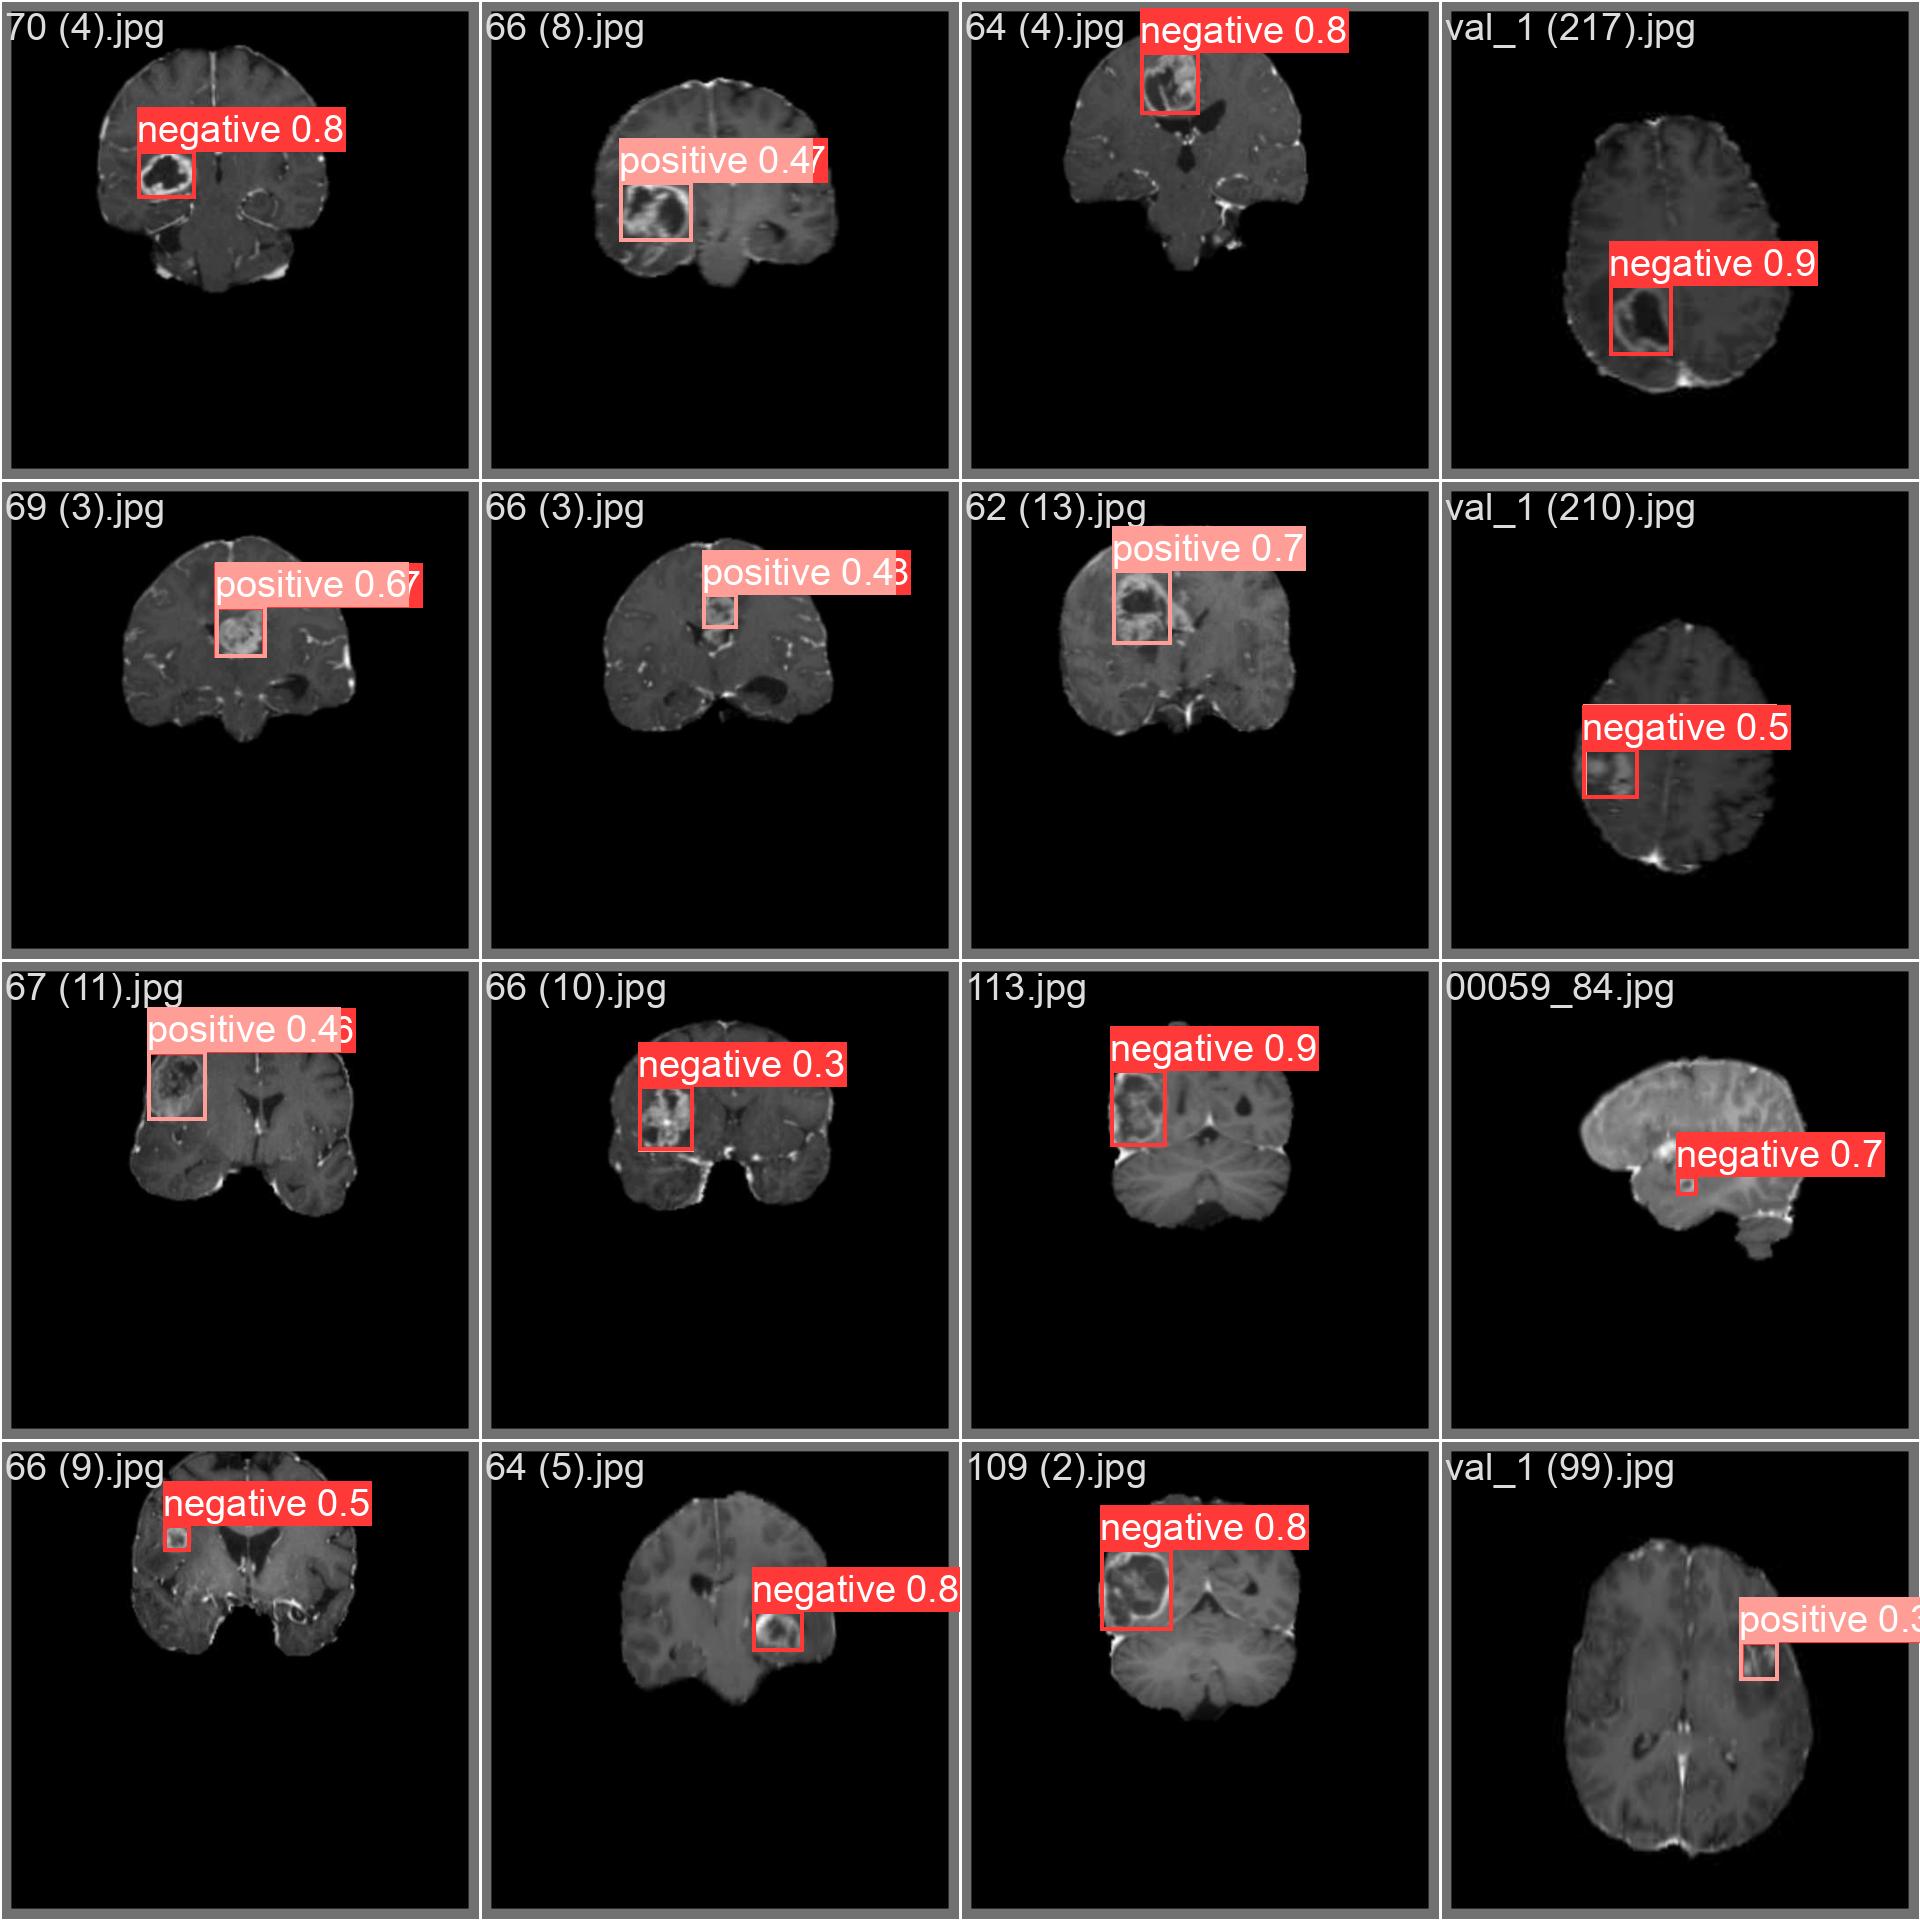 70 (4).jpg
negative 0.8
66 (8).jpg
positive 0.47
64 (4).jpg
negative 0.8
val_1 (217).jpg
negative 0.9
69 (3).jpg
positive 0.67
66 (3).jpg
positive 0.43
62 (13).jpg
positive 0.7
val_1 (210).jpg
negative 0.5
67 (11).jpg
positive 0.46
66 (10).jpg
negative 0.3
113.jpg
negative 0.9
00059_84.jpg
negative 0.7
66 (9).jpg
negative 0.5
64 (5).jpg
negative 0.8
109 (2).jpg
negative 0.8
val_1 (99).jpg
positive 0.3